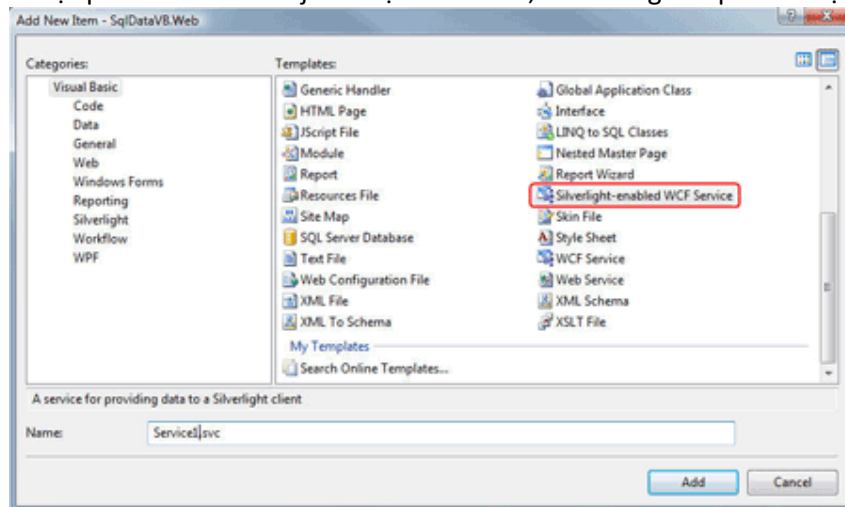 Add New Item - SqlDataVB.Web
Categories:
Templates:
Visual Basic
Code
Data
General
Web
Windows Forms
Reporting
Silverlight
Workflow
WPF
Generic Handler
HTML Page
JScript File
Module
Report
Resources File
Site Map
SQL Server Database
Text File
Web Configuration File
XML File
XML To Schema
Global Application Class
Interface
LINQ to SQL Classes
Nested Master Page
Report Wizard
Silverlight-enabled WCF Service
Skin File
Style Sheet
WCF Service
Web Service
XML Schema
XSLT File
My Templates
Search Online Templates...
A service for providing data to a Silverlight client
Name:
Service1.svc
Add
Cancel